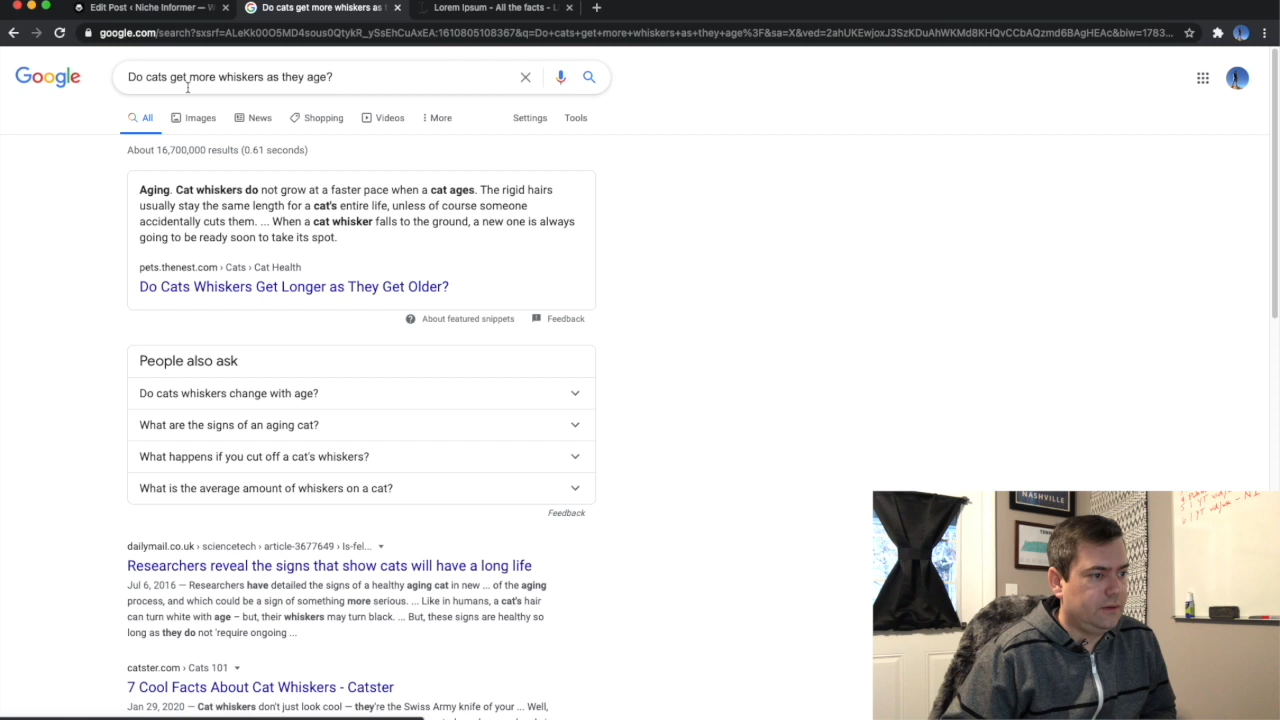 Edit Post ‹ Niche Informer — W
Do cats get more whiskers as t
Lorem Ipsum - All the facts - L
google.com/search?sxsrf=ALeKk00O5MD4sous0QtykR_ySsEhCuAxEA:1610805108367&q=Do+cats+get+more+whiskers+as+they+age%3F&sa=X&ved=2ahUKEwjoxJ3SzKDuAhWKMd8KHQvCCbAQzmd6BAgHEAc&biw=1783...
Google
Do cats get more whiskers as they age?
All
Images
News
Shopping
Videos
More
Settings
Tools
About 16,700,000 results (0.61 seconds)
Aging. Cat whiskers do not grow at a faster pace when a cat ages. The rigid hairs
usually stay the same length for a cat's entire life, unless of course someone
accidentally cuts them. ... When a cat whisker falls to the ground, a new one is always
going to be ready soon to take its spot.
pets.thenest.com › Cats › Cat Health
Do Cats Whiskers Get Longer as They Get Older?
About featured snippets
Feedback
People also ask
Do cats whiskers change with age?
What are the signs of an aging cat?
What happens if you cut off a cat's whiskers?
What is the average amount of whiskers on a cat?
Feedback
dailymail.co.uk › sciencetech › article-3677649 › Is-fel...
Researchers reveal the signs that show cats will have a long life
Jul 6, 2016 — Researchers have detailed the signs of a healthy aging cat in new ... of the aging
process, and which could be a sign of something more serious. ... Like in humans, a cat's hair
can turn white with age – but, their whiskers may turn black. ... But, these signs are healthy so
long as they do not 'require ongoing ...
catster.com › Cats 101
7 Cool Facts About Cat Whiskers - Catster
Jan 29, 2020 — Cat whiskers don't just look cool — they're the Swiss Army knife of your ... Well,
NASHVILLE